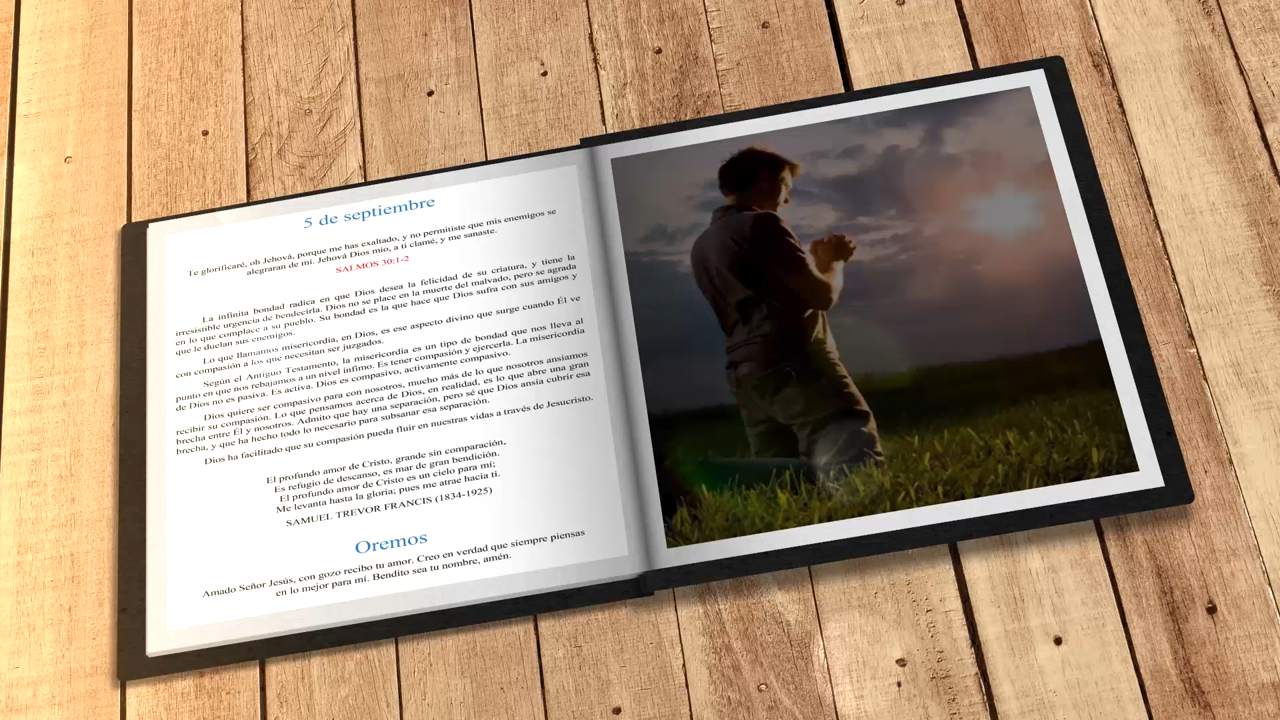 5 de septiembre
Te glorificaré, oh Jehová, porque me has exaltado, y no permitiste que mis enemigos se
alegraran de mí. Jehová Dios mío, a ti clamé, y me sanaste.
SALMOS 30:1-2
La infinita bondad radica en que Dios desea la felicidad de su criatura, y tiene la
irresistible urgencia de bendecirla. Dios no se place en la muerte del malvado, pero se agrada
en lo que complace a su pueblo. Su bondad es la que hace que Dios sufra con sus amigos y
que le duelan sus enemigos.
Lo que llamamos misericordia, en Dios, es ese aspecto divino que surge cuando Él ve
con compasión a los que necesitan ser juzgados.
Según el Antiguo Testamento, la misericordia es un tipo de bondad que nos lleva al
punto en que nos rebajamos a un nivel ínfimo. Es tener compasión y ejercerla. La misericordia
de Dios no es pasiva. Es activa. Dios es compasivo, activamente compasivo.
Dios quiere ser compasivo para con nosotros, mucho más de lo que nosotros ansiamos
recibir su compasión. Lo que pensamos acerca de Dios, en realidad, es lo que abre una gran
brecha entre Él y nosotros. Admito que hay una separación, pero sé que Dios ansía cubrir esa
brecha, y que ha hecho todo lo necesario para subsanar esa separación.
Dios ha facilitado que su compasión pueda fluir en nuestras vidas a través de Jesucristo.
El profundo amor de Cristo, grande sin comparación,
Es refugio de descanso, es mar de gran bendición.
El profundo amor de Cristo es un cielo para mí;
Me levanta hasta la gloria; pues me atrae hacia ti.
SAMUEL TREVOR FRANCIS (1834-1925)
Oremos
Amado Señor Jesús, con gozo recibo tu amor. Creo en verdad que siempre piensas
en lo mejor para mí. Bendito sea tu nombre, amén.